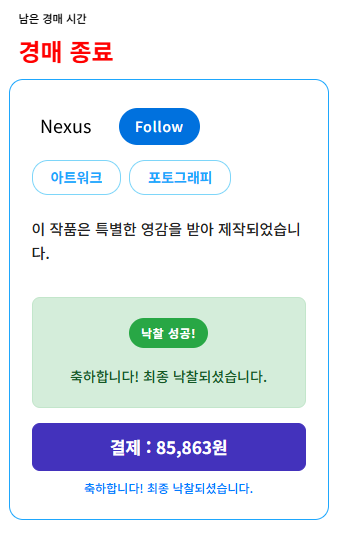 남은 경매 시간
경매 종료
Nexus
Follow
아트워크
포토그래피
이 작품은 특별한 영감을 받아 제작되었습니
다.
낙찰 성공!
축하합니다! 최종 낙찰되셨습니다.
결제 : 85,863원
축하합니다! 최종 낙찰되셨습니다.